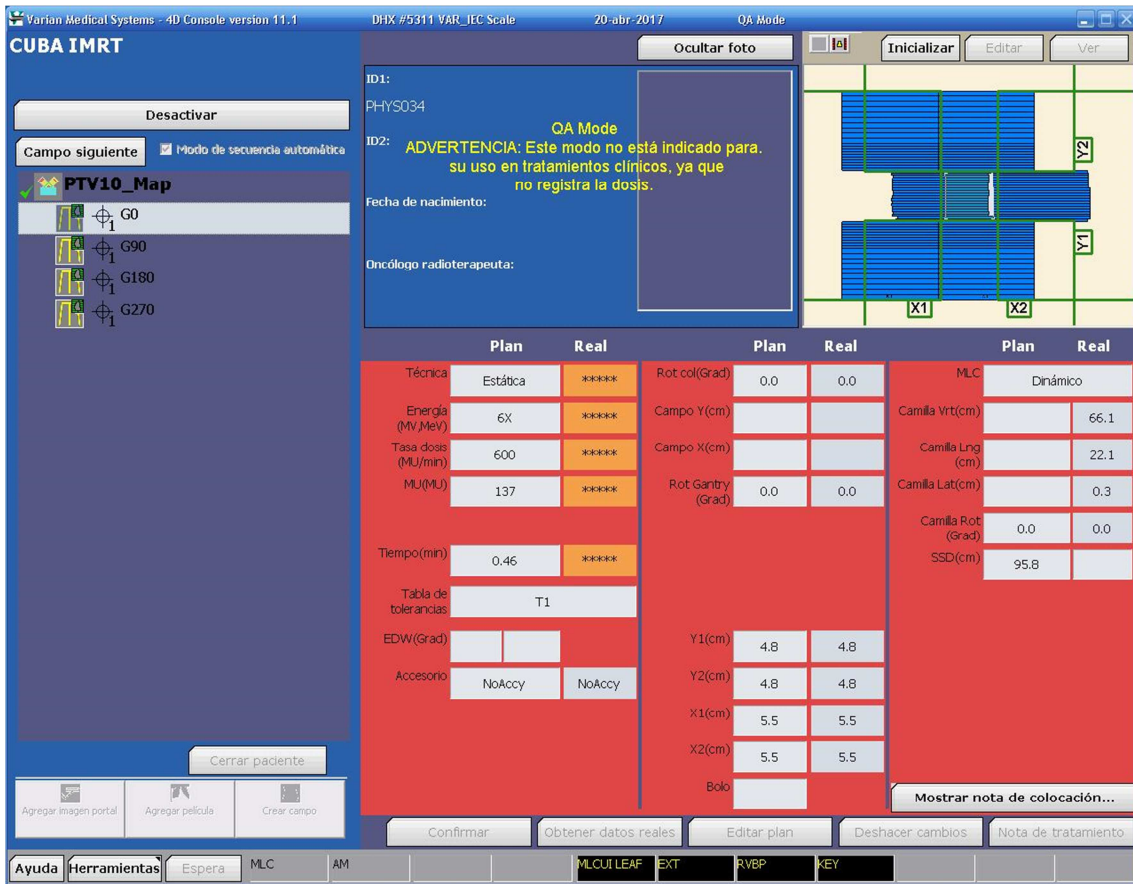 Varian Medical Systems - 4D Console version 11.1 DHX #5311 VAR_IEC Scale 20-abr-2017 QA Mode
CUBA IMRT
Ocultar foto
Inicializar Editar Ver
Desactivar
Campo siguiente Modo de secuencia automática
PTV10_Map
1 G0
1 G90
1 G180
1 G270
ID1:
PHYS034
ID2:
QA Mode
ADVERTENCIA: Este modo no está indicado para.
su uso en tratamientos clínicos, ya que
no registra la dosis.
Fecha de nacimiento:
Oncólogo radioterapeuta:
Y2
Y1
X1 X2
Plan Real Plan Real Plan Real
Técnica Estática ***** Rot col(Grad) 0.0 0.0 MLC Dinámico
Energía (MV,MeV) 6X ***** Campo Y(cm) Camilla Vrt(cm) 66.1
Tasa dosis (MU/min) 600 ***** Campo X(cm) Camilla Lng (cm) 22.1
MU(MU) 137 ***** Rot Gantry (Grad) 0.0 0.0 Camilla Lat(cm) 0.3
Camilla Rot (Grad) 0.0 0.0
Tiempo(min) 0.46 ***** SSD(cm) 95.8
Tabla de tolerancias T1
EDW(Grad) Y1(cm) 4.8 4.8
Accesorio NoAccy NoAccy Y2(cm) 4.8 4.8
X1(cm) 5.5 5.5
X2(cm) 5.5 5.5
Bolo
Mostrar nota de colocación...
Cerrar paciente
Agregar imagen portal Agregar película Crear campo
Confirmar Obtener datos reales Editar plan Deshacer cambios Nota de tratamiento
Ayuda Herramientas Espera MLC AM MLCUI LEAF EXT RVBP KEY